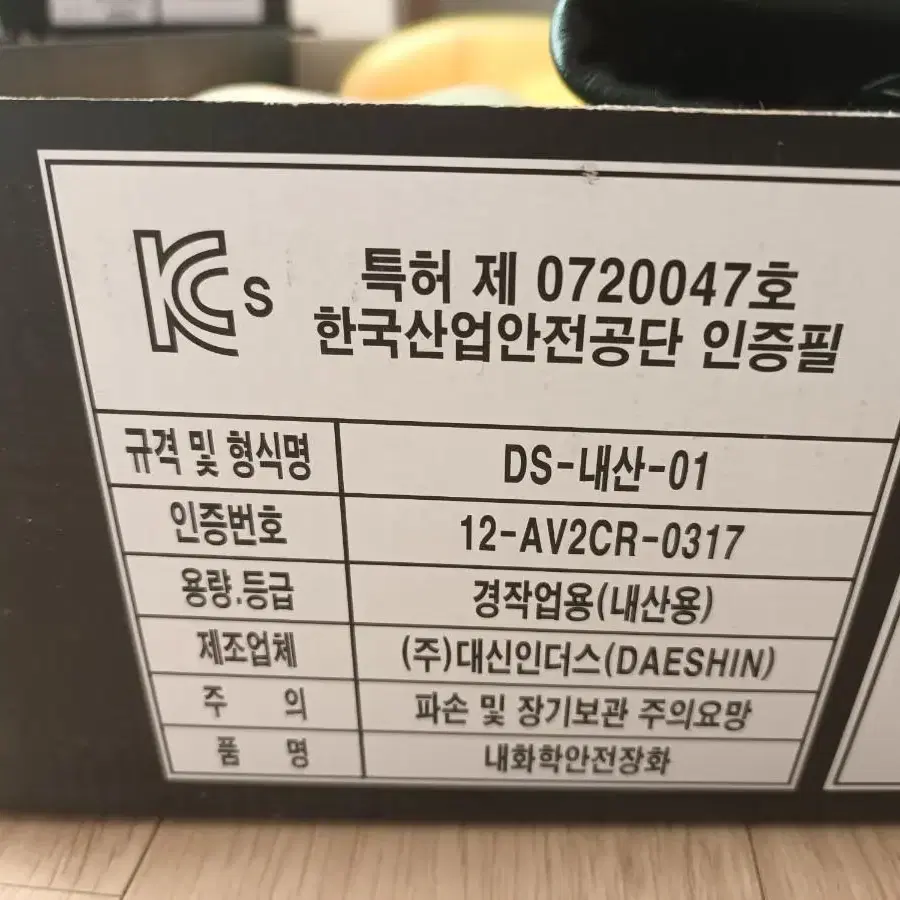 KCs
특허 제 0720047호
한국산업안전공단 인증필
규격 및 형식명 DS-내산-01
인증번호 12-AV2CR-0317
용량.등급 경작업용(내산용)
제조업체 (주)대신인더스(DAESHIN)
주 의 파손 및 장기보관 주의요망
품 명 내화학안전장화